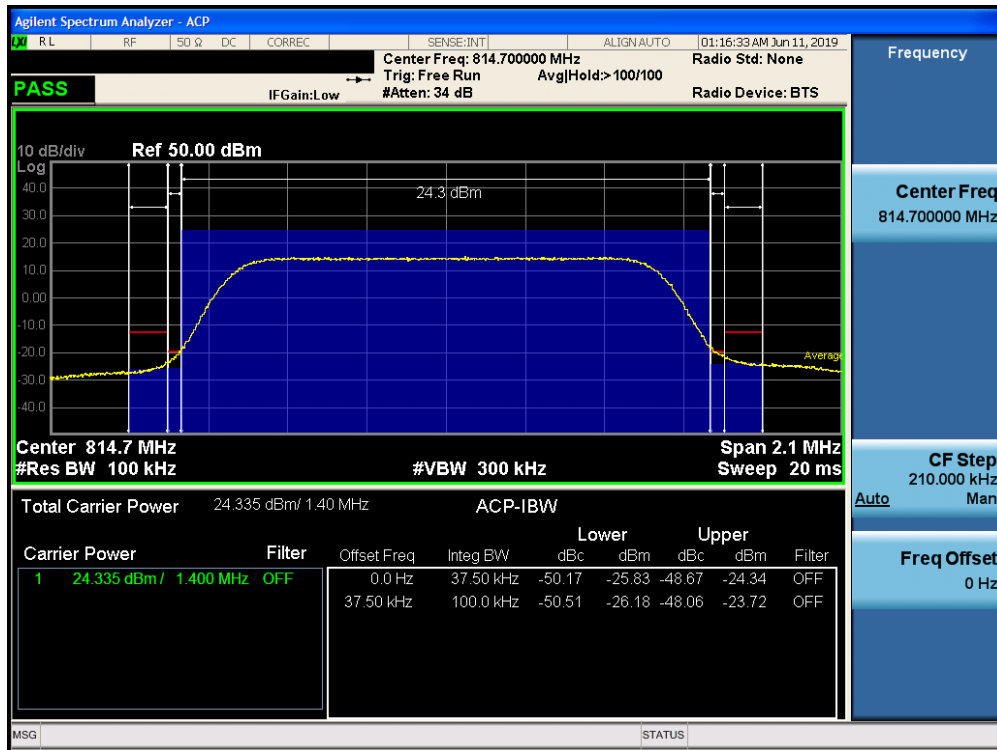 Agilent Spectrum Analyzer - ACP
LXI RL RF 50 Ω DC CORREC SENSE:INT ALIGN AUTO 01:16:33 AM Jun 11, 2019
Center Freq: 814.700000 MHz Radio Std: None
Trig: Free Run Avg|Hold:>100/100
PASS IFGain:Low #Atten: 34 dB Radio Device: BTS
10 dB/div Ref 50.00 dBm
Log
24.3 dBm
40.0
30.0
20.0
10.0
0.00
-10.0
-20.0
Average
-30.0
-40.0
Center 814.7 MHz Span 2.1 MHz
#Res BW 100 kHz #VBW 300 kHz Sweep 20 ms
Total Carrier Power 24.335 dBm/ 1.40 MHz ACP-IBW
Lower Upper
Carrier Power Filter Offset Freq Integ BW dBc dBm dBc dBm Filter
1 24.335 dBm / 1.400 MHz OFF 0.0 Hz 37.50 kHz -50.17 -25.83 -48.67 -24.34 OFF
37.50 kHz 100.0 kHz -50.51 -26.18 -48.06 -23.72 OFF
MSG STATUS
Frequency
Center Freq
814.700000 MHz
CF Step
210.000 kHz
Auto Man
Freq Offset
0 Hz